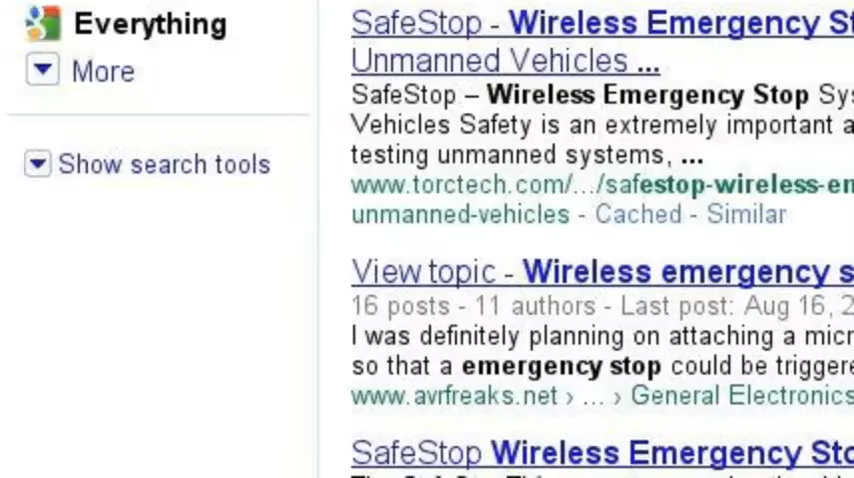 Everything
More
Show search tools
SafeStop - Wireless Emergency St
Unmanned Vehicles ...
SafeStop – Wireless Emergency Stop Sys
Vehicles Safety is an extremely important a
testing unmanned systems, ...
www.torctech.com/.../safestop-wireless-em
unmanned-vehicles - Cached - Similar
View topic - Wireless emergency s
16 posts - 11 authors - Last post: Aug 16, 2
I was definitely planning on attaching a micr
so that a emergency stop could be triggere
www.avrfreaks.net › ... › General Electronics
SafeStop Wireless Emergency Sto